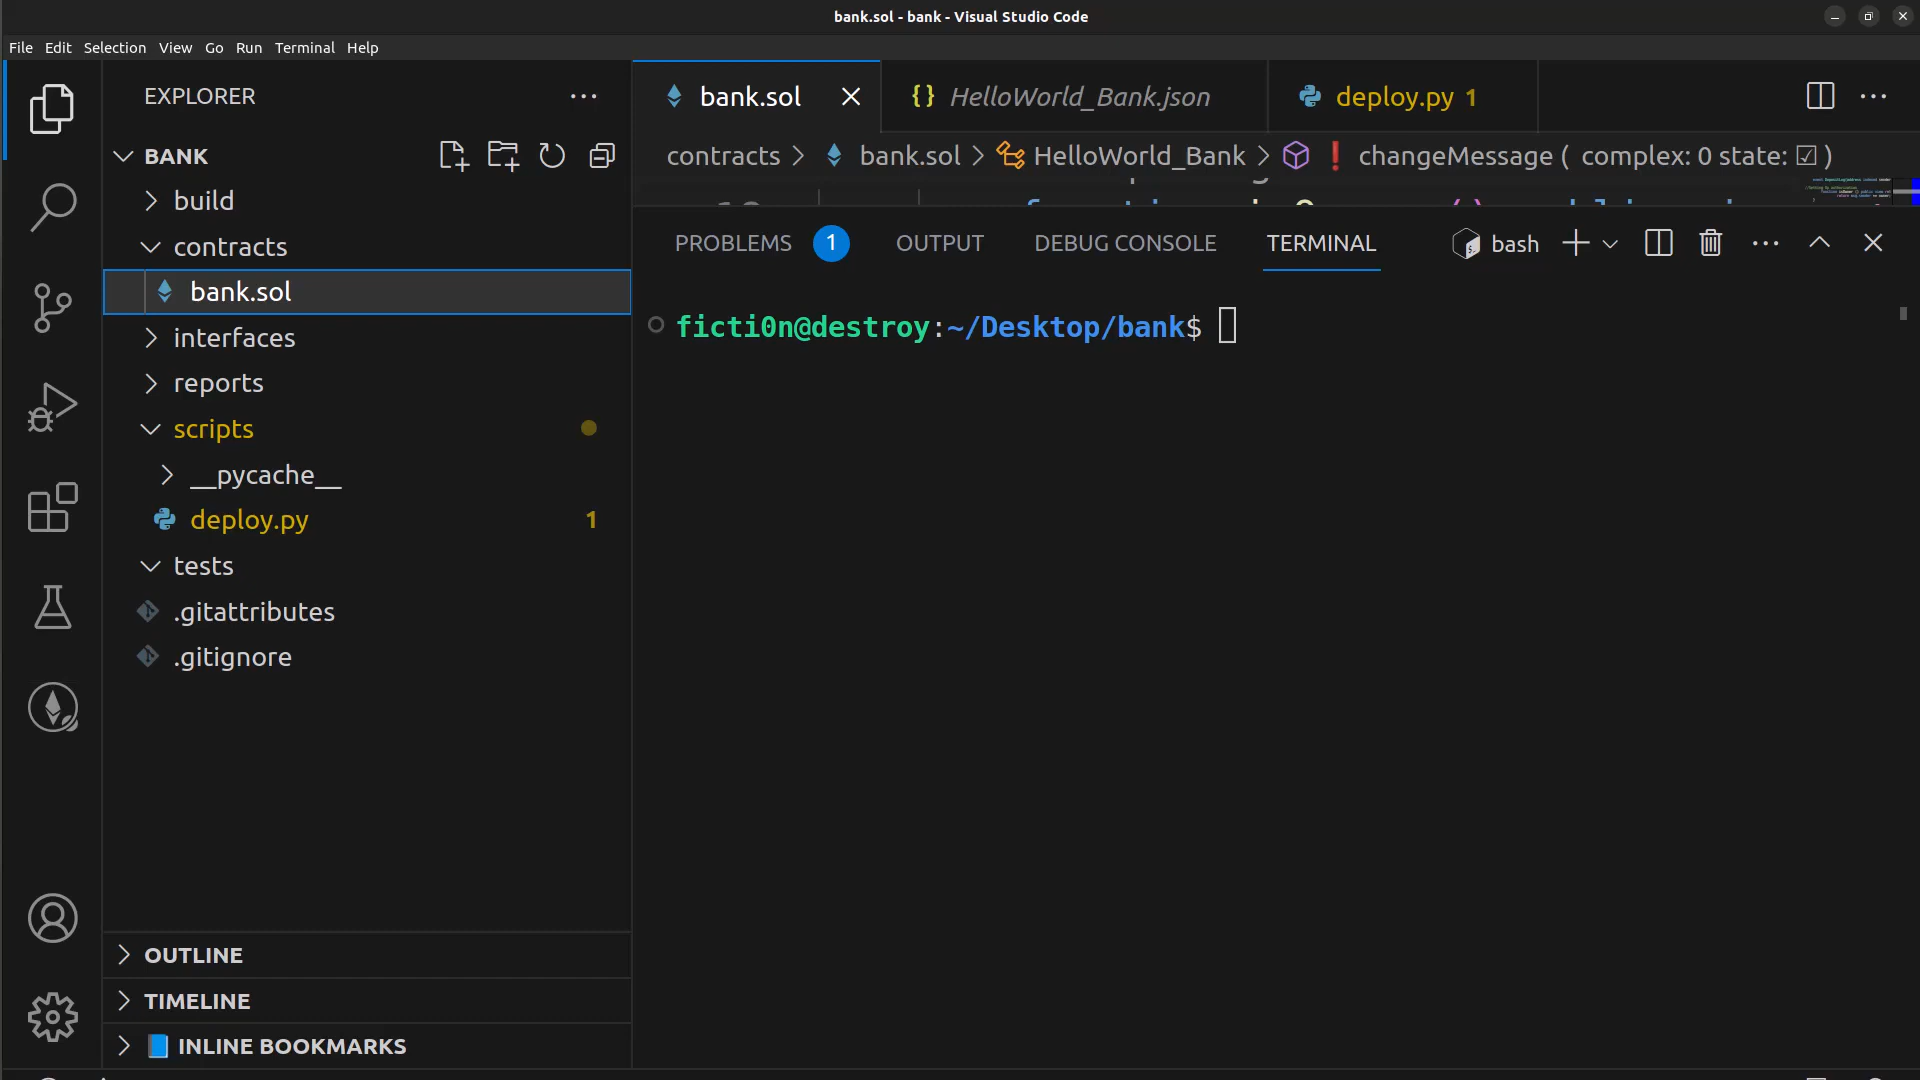 bank.sol - bank - Visual Studio Code
File Edit Selection View Go Run Terminal Help
EXPLORER
BANK
build
contracts
bank.sol
interfaces
reports
scripts
__pycache__
deploy.py 1
tests
.gitattributes
.gitignore
OUTLINE
TIMELINE
INLINE BOOKMARKS
bank.sol HelloWorld_Bank.json deploy.py 1
contracts > bank.sol > HelloWorld_Bank > changeMessage ( complex: 0 state: ☑ )
PROBLEMS 1 OUTPUT DEBUG CONSOLE TERMINAL bash
ficti0n@destroy:~/Desktop/bank$